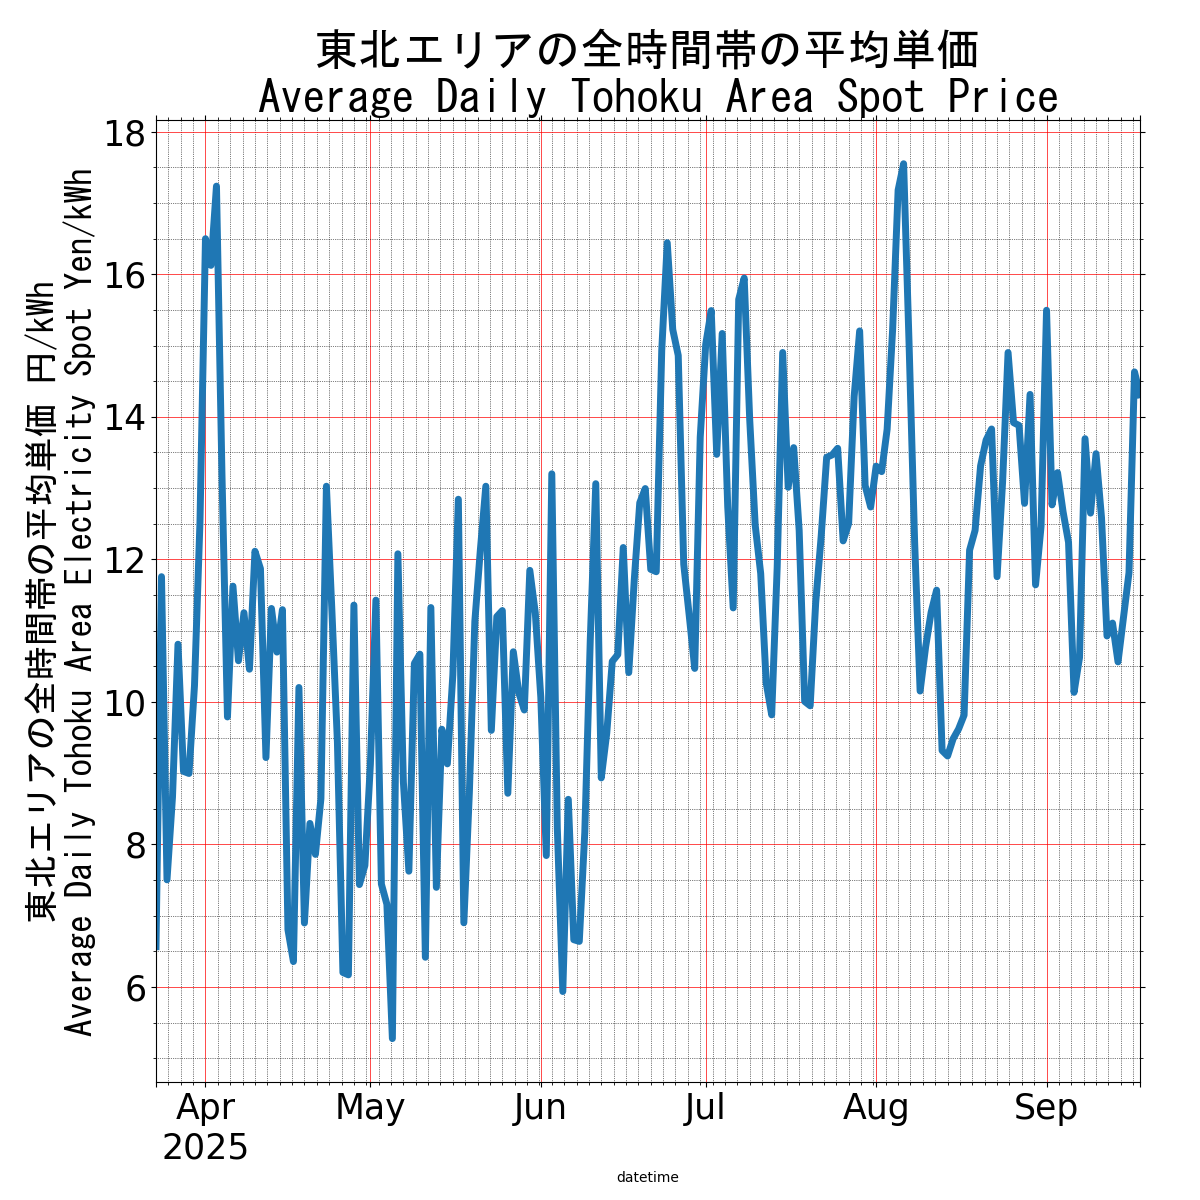 東北エリアの全時間帯の平均単価
Average Daily Tohoku Area Spot Price
東北エリアの全時間帯の平均単価 円/kWh
Average Daily Tohoku Area Electricity Spot Yen/kWh
18
16
14
12
10
8
6
Apr
2025
May
Jun
Jul
Aug
Sep
datetime